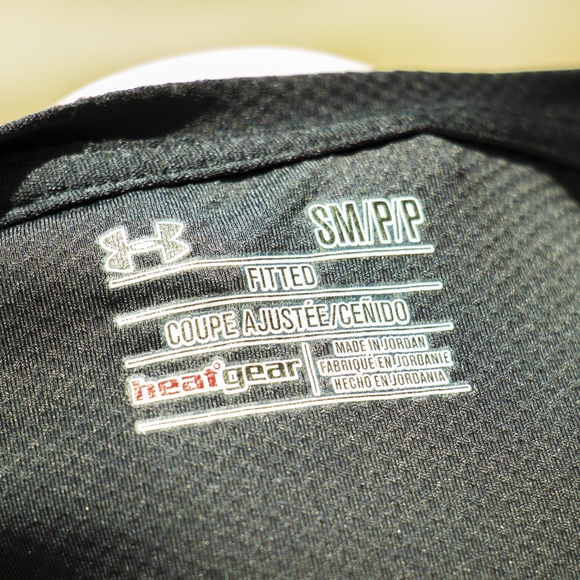 SM/P/P
FITTED
COUPE AJUSTÉE/CEÑIDO
heatgear
MADE IN JORDAN
FABRIQUÉ EN JORDANIE
HECHO EN JORDANIA